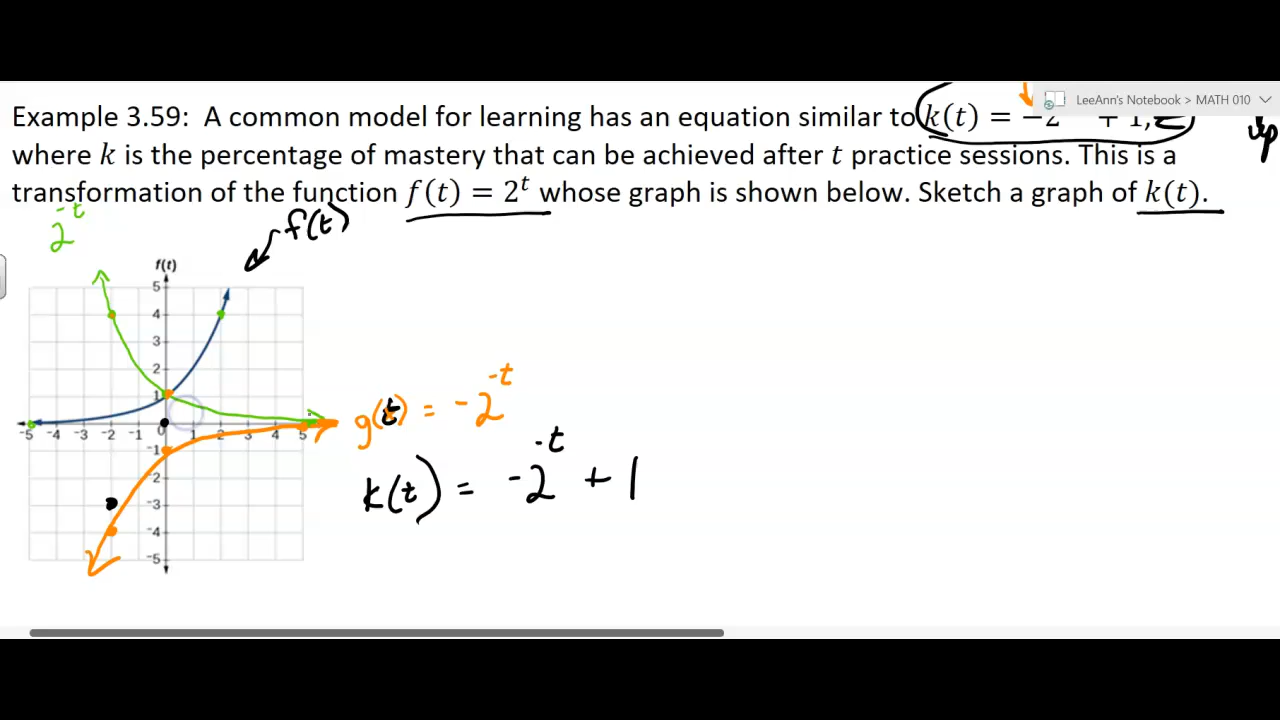 LeeAnn's Notebook > MATH 010
Example 3.59: A common model for learning has an equation similar to k(t) = −2 + 1,
up
where k is the percentage of mastery that can be achieved after t practice sessions. This is a
transformation of the function f(t) = 2^t whose graph is shown below. Sketch a graph of k(t).
2^-t
f(t)
f(t)
5
4
3
2
1
-5 -4 -3 -2 -1 0 1 2 3 4 5
-1
-2
-3
-4
-5
g(t) = -2^-t
k(t) = -2^-t + 1